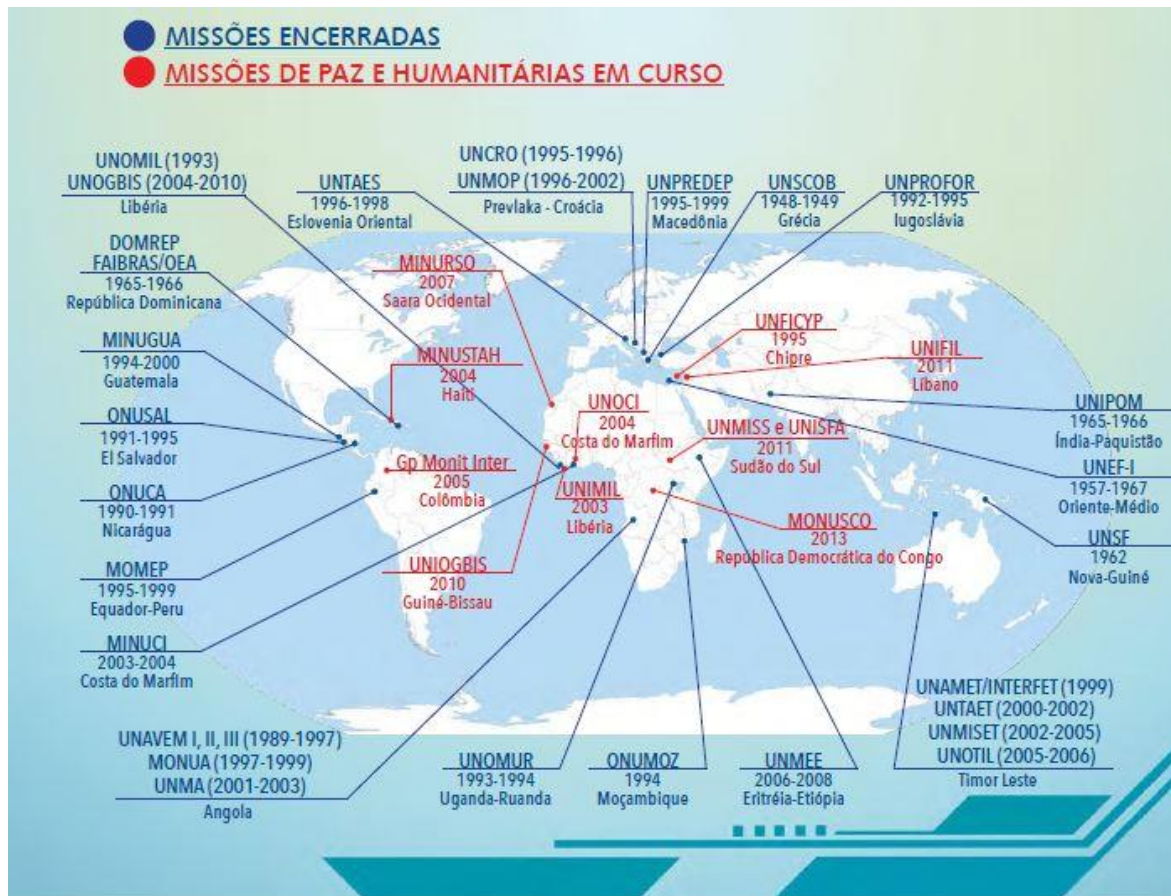 MISSÕES ENCERRADAS
MISSÕES DE PAZ E HUMANITÁRIAS EM CURSO
UNOMIL (1993)
UNOGBIS (2004-2010)
Libéria
UNTAES
1996-1998
Eslovenia Oriental
UNCRO (1995-1996)
UNMOP (1996-2002)
Prevlaka - Croácia
UNPREDEP
1995-1999
Macedônia
UNSCOB
1948-1949
Grécia
UNPROFOR
1992-1995
Iugoslávia
DOMREP
FAIBRAS/OEA
1965-1966
República Dominicana
MINUGUA
1994-2000
Guatemala
ONUSAL
1991-1995
El Salvador
ONUCA
1990-1991
Nicarágua
MOMEP
1995-1999
Equador-Peru
MINUCI
2003-2004
Costa do Marfim
MINURSO
2007
Saara Ocidental
MINUSTAH
2004
Haiti
Gp Monit Inter
2005
Colômbia
UNIOGBIS
2010
Guiné-Bissau
UNOCI
2004
Costa do Marfim
UNIMIL
2003
Libéria
UNFICYP
1995
Chipre
UNIFIL
2011
Líbano
UNMISS e UNISFA
2011
Sudão do Sul
MONUSCO
2013
República Democrática do Congo
UNIPOM
1965-1966
Índia-Paquistão
UNEF-I
1957-1967
Oriente-Médio
UNSF
1962
Nova-Guiné
UNAVEM I, II, III (1989-1997)
MONUA (1997-1999)
UNMA (2001-2003)
Angola
UNOMUR
1993-1994
Uganda-Ruanda
ONUMOZ
1994
Moçambique
UNMEE
2006-2008
Eritréia-Etiópia
UNAMET/INTERFET (1999)
UNTAET (2000-2002)
UNMISET (2002-2005)
UNOTIL (2005-2006)
Timor Leste